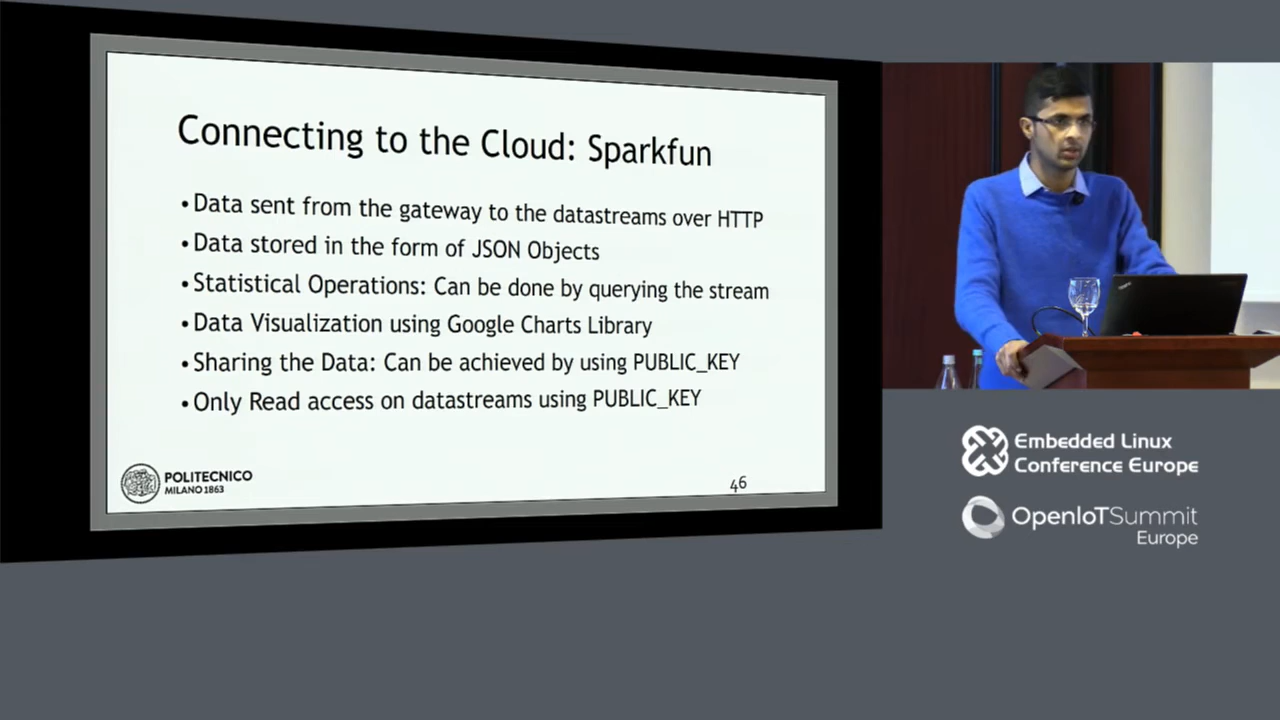 Connecting to the Cloud: Sparkfun
•Data sent from the gateway to the datastreams over HTTP
•Data stored in the form of JSON Objects
•Statistical Operations: Can be done by querying the stream
•Data Visualization using Google Charts Library
•Sharing the Data: Can be achieved by using PUBLIC_KEY
•Only Read access on datastreams using PUBLIC_KEY
POLITECNICO
MILANO 1863
46
Embedded Linux
Conference Europe
OpenIoTSummit
Europe